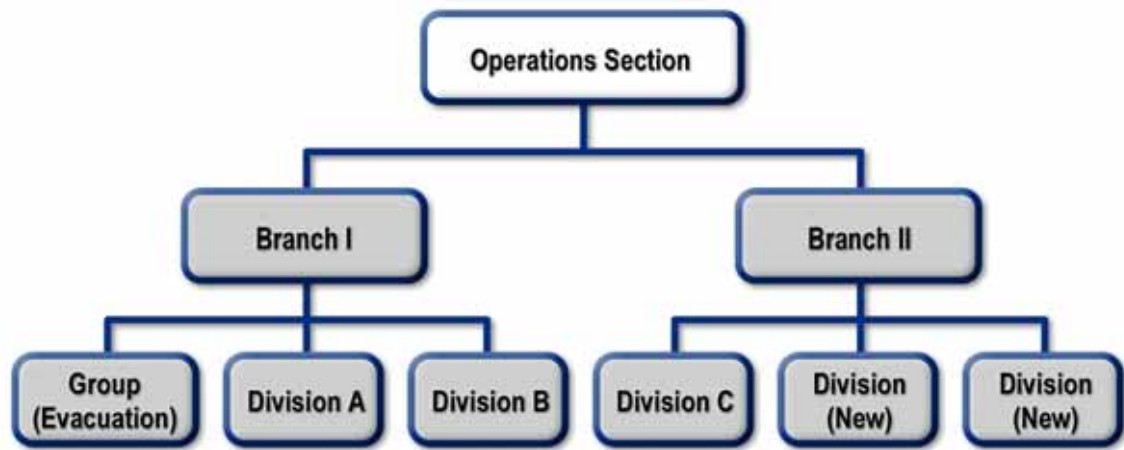 Operations Section
Branch I
Branch II
Group
(Evacuation)
Division A
Division B
Division C
Division
(New)
Division
(New)